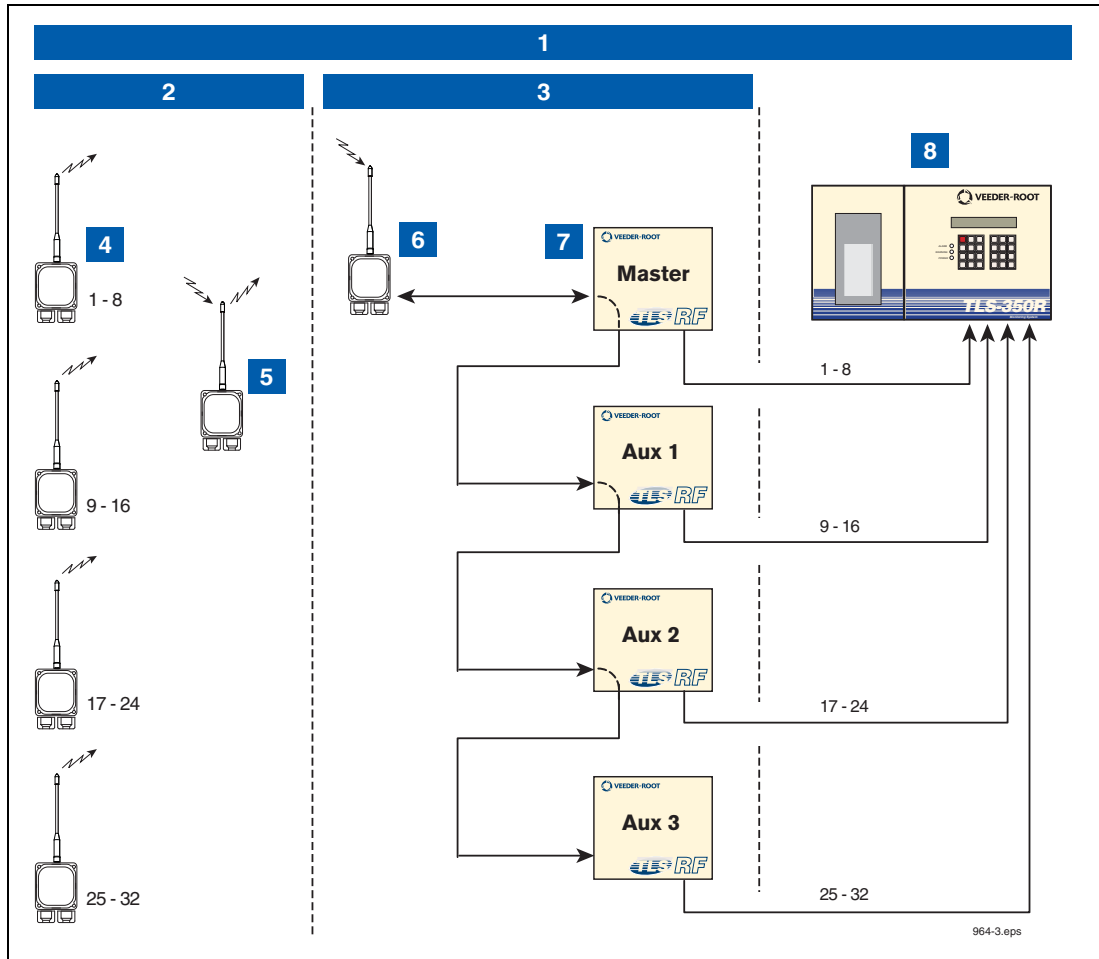 1
2
3
8
VEEDER-ROOT
TLS-350R
4
1 - 8
5
6
7
VEEDER-ROOT
Master
TLS RF
1 - 8
9 - 16
VEEDER-ROOT
Aux 1
TLS RF
9 - 16
17 - 24
VEEDER-ROOT
Aux 2
TLS RF
17 - 24
25 - 32
VEEDER-ROOT
Aux 3
TLS RF
25 - 32
964-3.eps